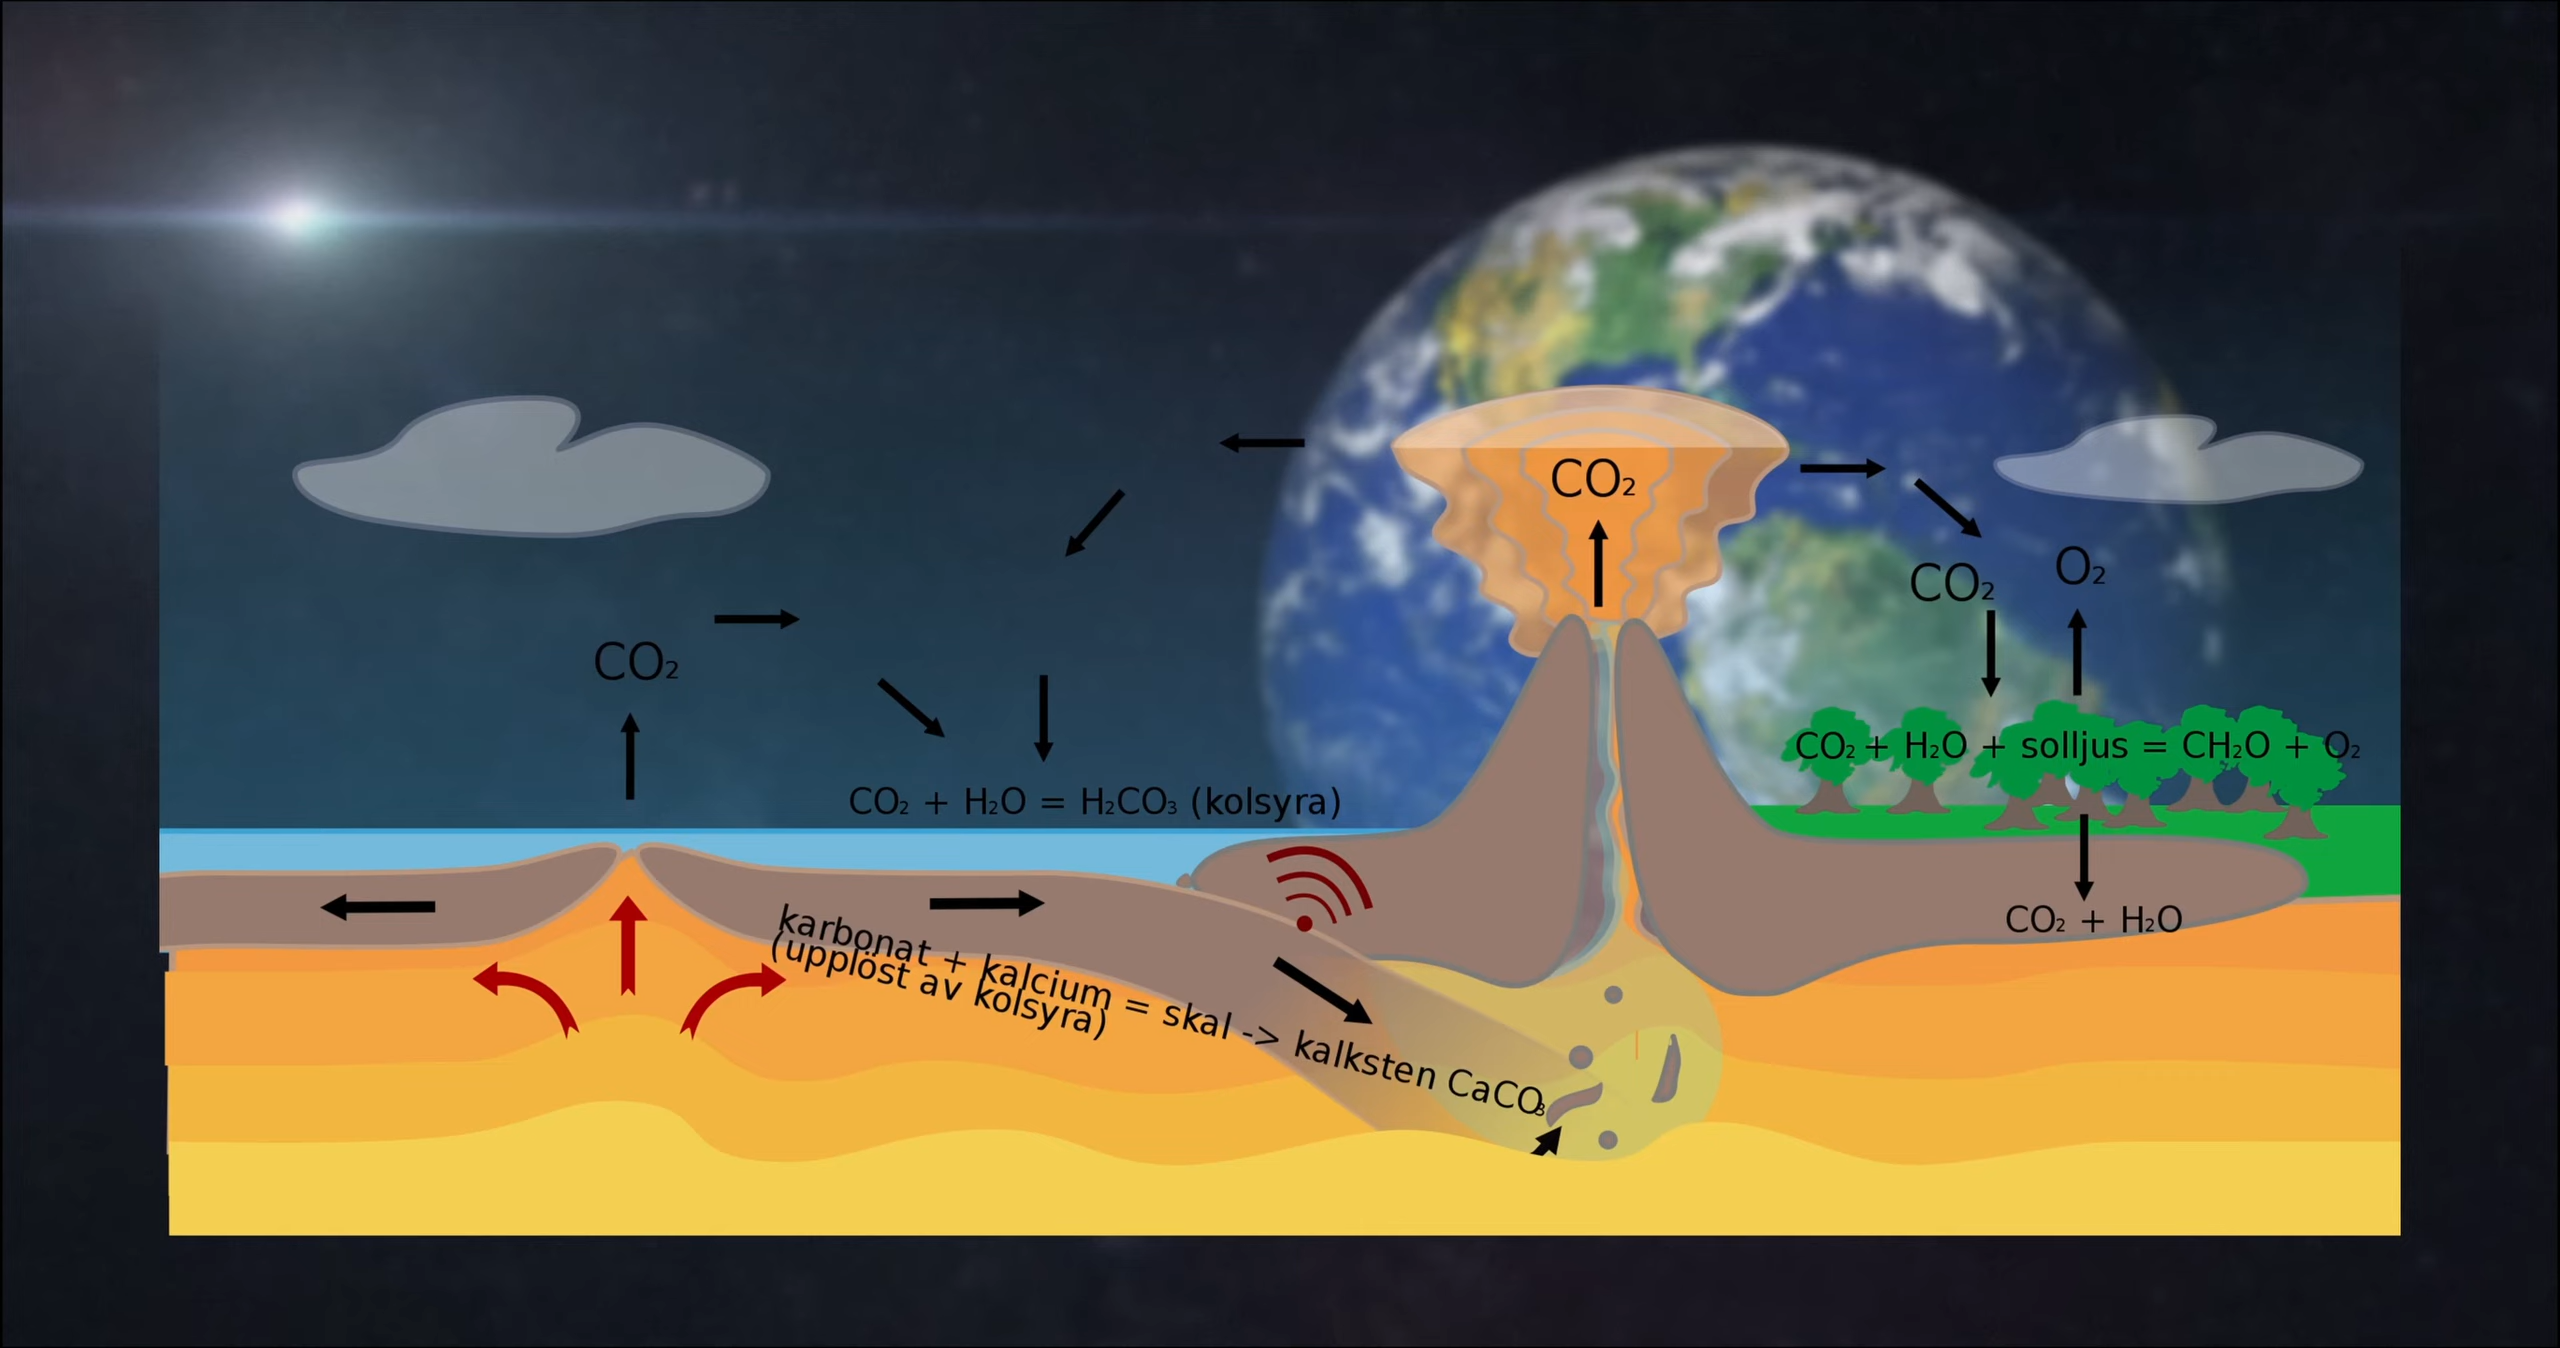 CO₂
O₂
CO₂
CO₂
CO₂ + H₂O + solljus = CH₂O + O₂
CO₂ + H₂O = H₂CO₃ (kolsyra)
CO₂ + H₂O
karbonat + kalcium = skal -> kalksten CaCO₃
(upplöst av kolsyra)